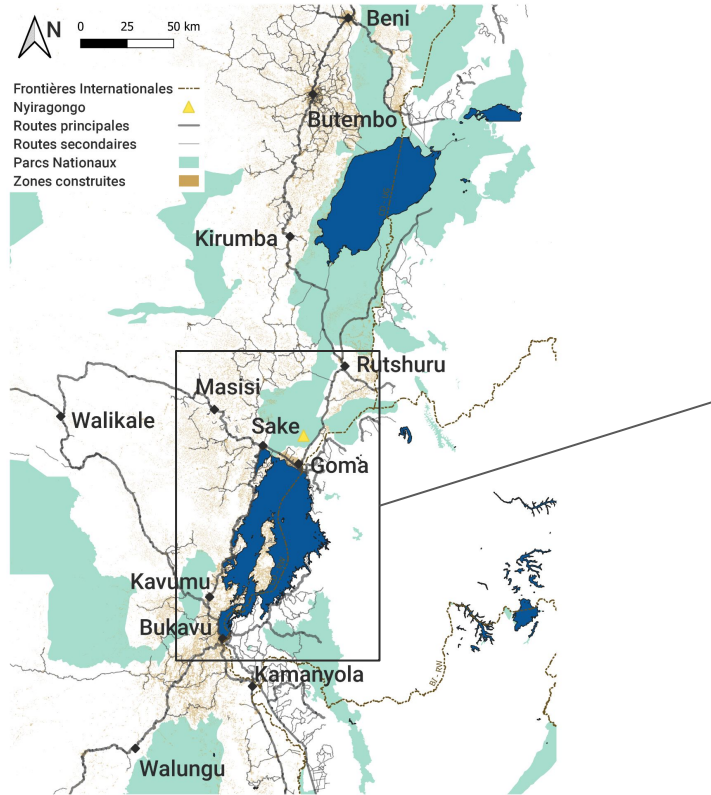 Beni
N
0 25 50 km
Frontières Internationales
Nyiragongo
Routes principales
Routes secondaires
Parcs Nationaux
Zones construites
Butembo
Kirumba
Rutshuru
Masisi
Walikale
Sake
Goma
Kavumu
Bukavu
Kamanyola
Walungu